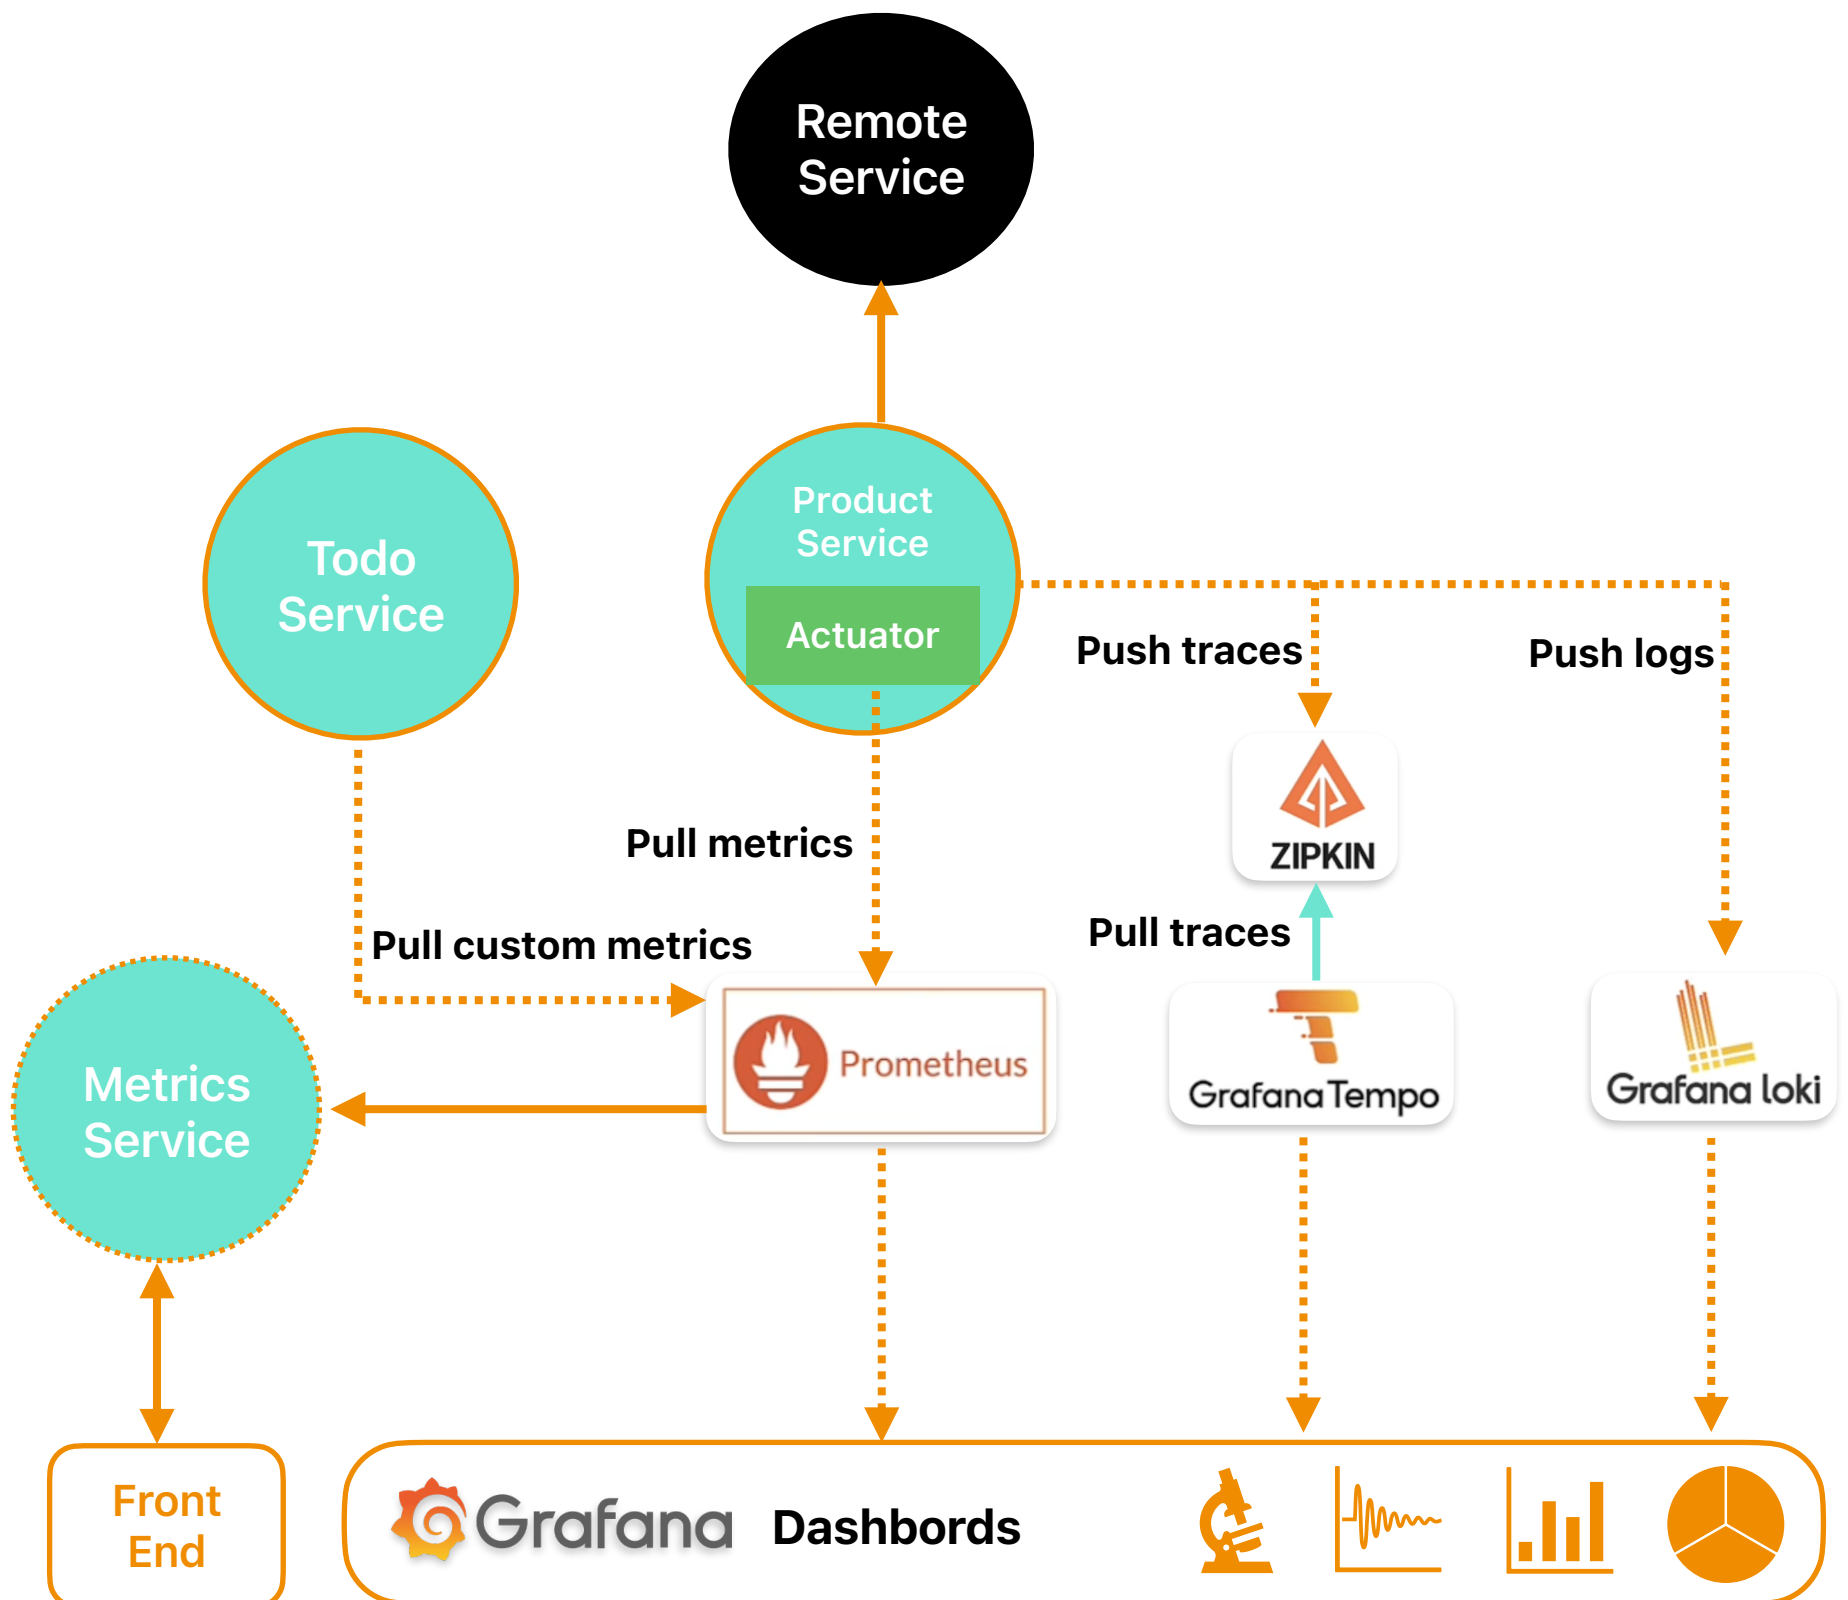 Remote
Service
Todo
Service
Product
Service
Actuator
Push traces
Push logs
ZIPKIN
Pull metrics
Pull traces
Pull custom metrics
Metrics
Service
Prometheus
Grafana Tempo
Grafana loki
Front
End
Grafana
Dashbords